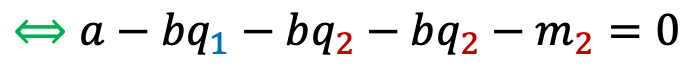 ⟺ a − bq₁ − bq₂ − bq₂ − m₂ = 0